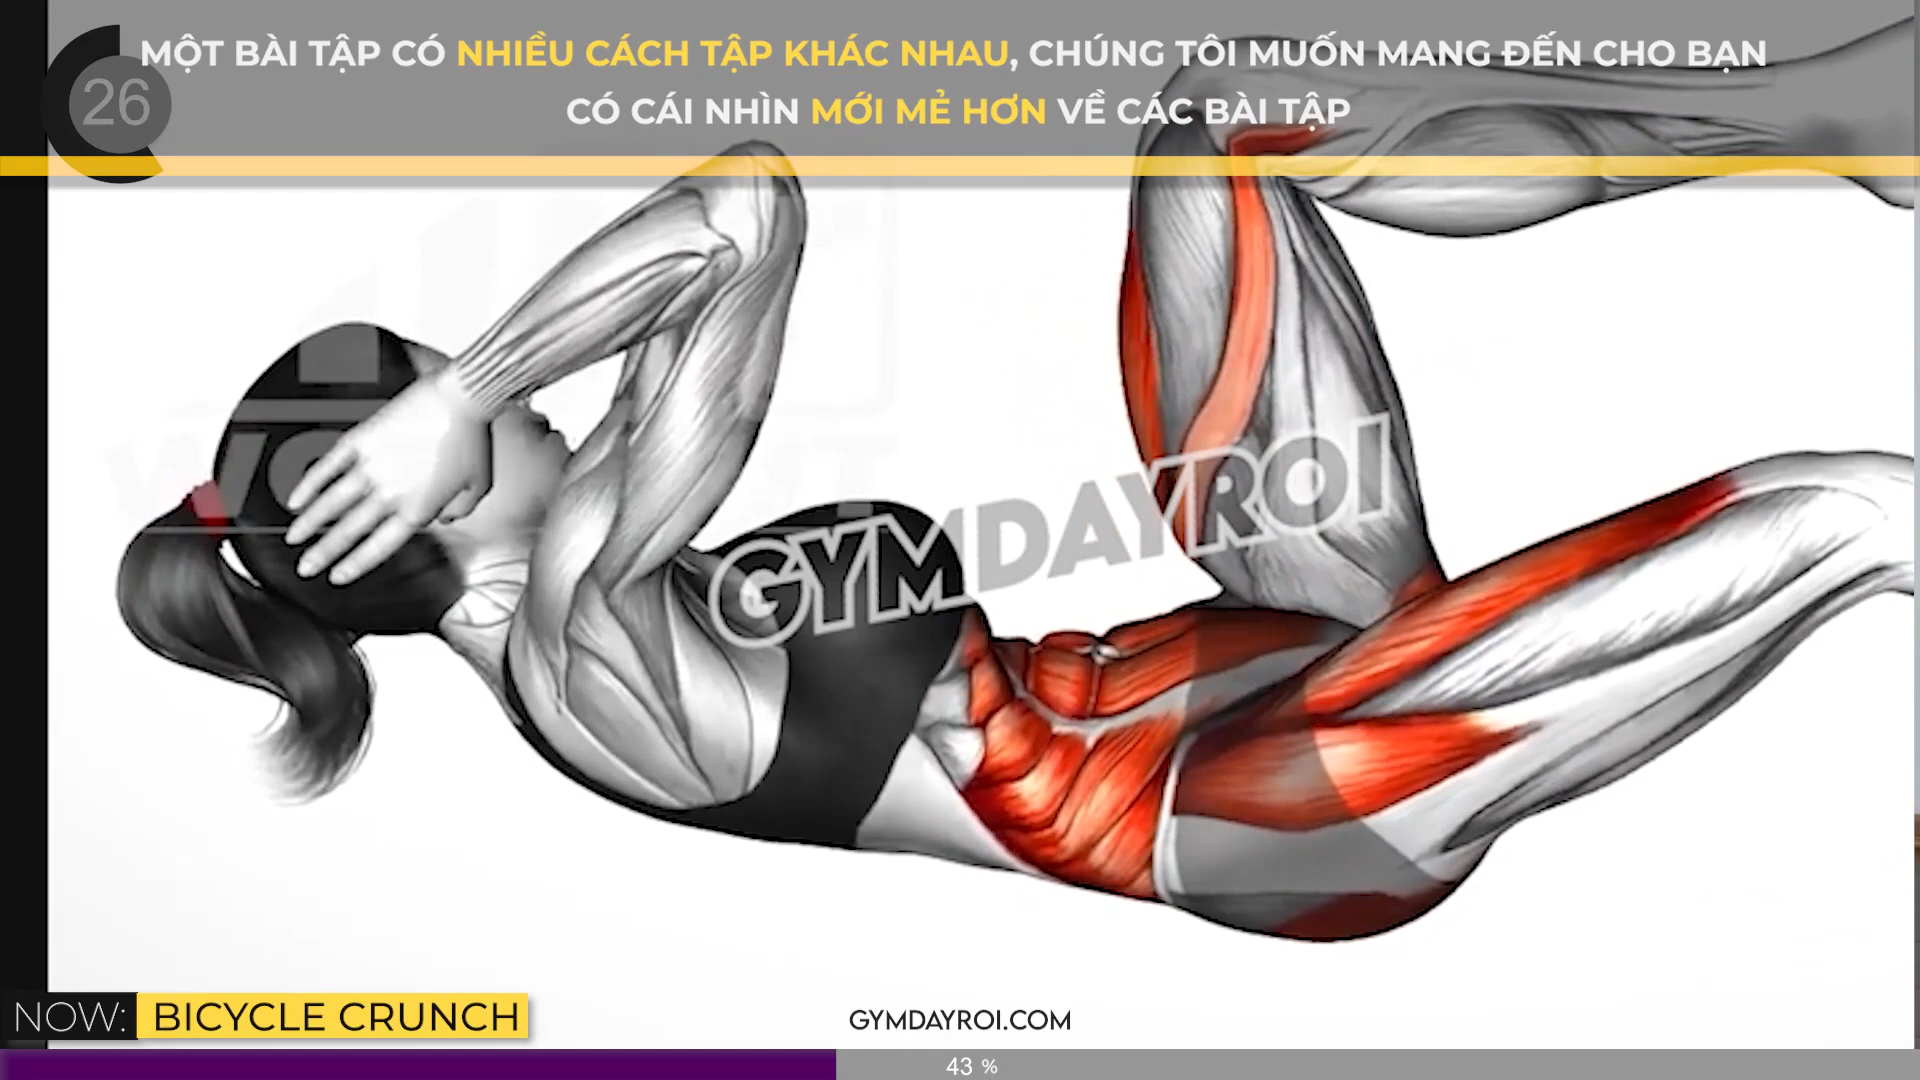 MỘT BÀI TẬP CÓ NHIỀU CÁCH TẬP KHÁC NHAU, CHÚNG TÔI MUỐN MANG ĐẾN CHO BẠN
26
CÓ CÁI NHÌN MỚI MẺ HƠN VỀ CÁC BÀI TẬP
GYMDAYROI
NOW: BICYCLE CRUNCH
GYMDAYROI.COM
43 %